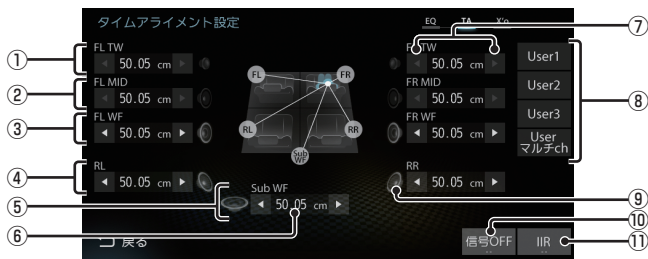 タイムアライメント設定
EQ TA X'o
⑦
① FL TW
◀ 50.05 cm ▶
FR TW
◀ 50.05 cm ▶
User1
② FL MID
◀ 50.05 cm ▶
FR MID
◀ 50.05 cm ▶
User2
③ FL WF
◀ 50.05 cm ▶
FR WF
◀ 50.05 cm ▶
User3
User
マルチch
⑧
FL FR
RL RR
Sub
WF
④ RL
◀ 50.05 cm ▶
RR
◀ 50.05 cm ▶
⑨
⑤ Sub WF
⑥ ◀ 50.05 cm ▶
戻る
信号OFF
⑩
IIR
⑪